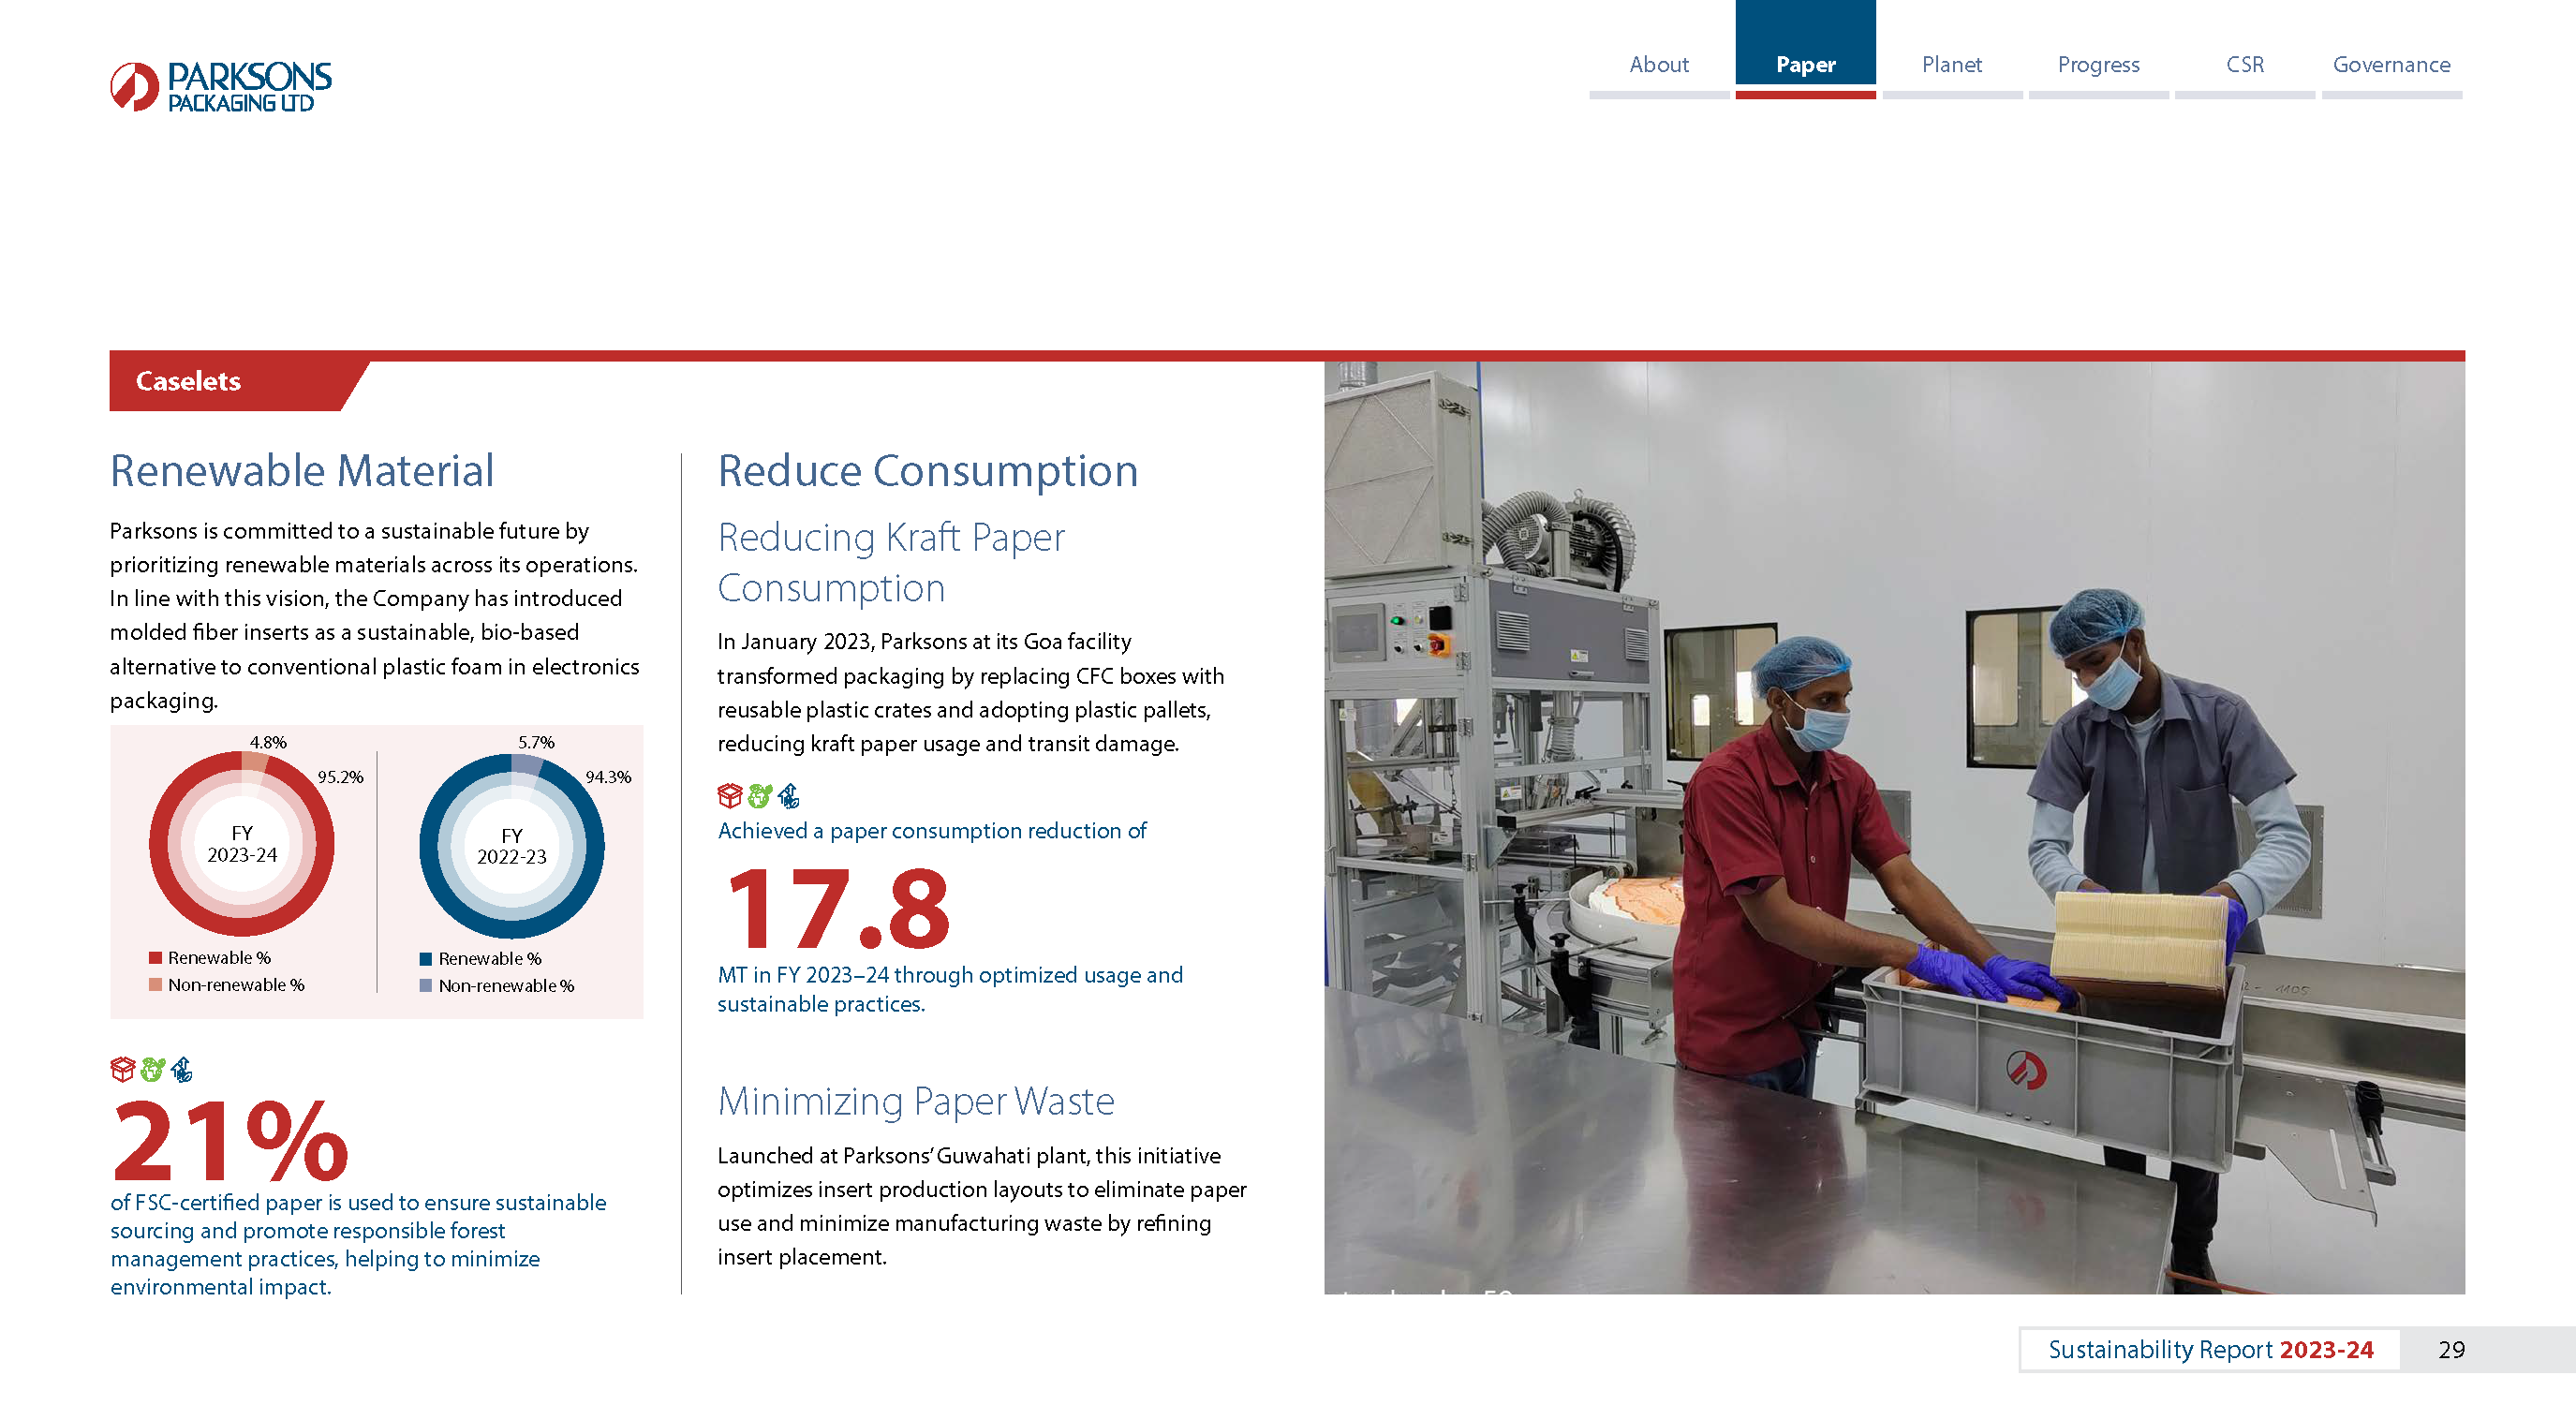 PARKSONS
PACKAGING LTD
About
Paper
Planet
Progress
CSR
Governance
Caselets
Renewable Material
Parksons is committed to a sustainable future by
prioritizing renewable materials across its operations.
In line with this vision, the Company has introduced
molded fiber inserts as a sustainable, bio-based
alternative to conventional plastic foam in electronics
packaging.
4.8%
95.2%
FY
2023-24
Renewable %
Non-renewable %
5.7%
94.3%
FY
2022-23
Renewable %
Non-renewable %
21%
of FSC-certified paper is used to ensure sustainable
sourcing and promote responsible forest
management practices, helping to minimize
environmental impact.
Reduce Consumption
Reducing Kraft Paper
Consumption
In January 2023, Parksons at its Goa facility
transformed packaging by replacing CFC boxes with
reusable plastic crates and adopting plastic pallets,
reducing kraft paper usage and transit damage.
Achieved a paper consumption reduction of
17.8
MT in FY 2023–24 through optimized usage and
sustainable practices.
Minimizing Paper Waste
Launched at Parksons’ Guwahati plant, this initiative
optimizes insert production layouts to eliminate paper
use and minimize manufacturing waste by refining
insert placement.
Sustainability Report 2023-24
29